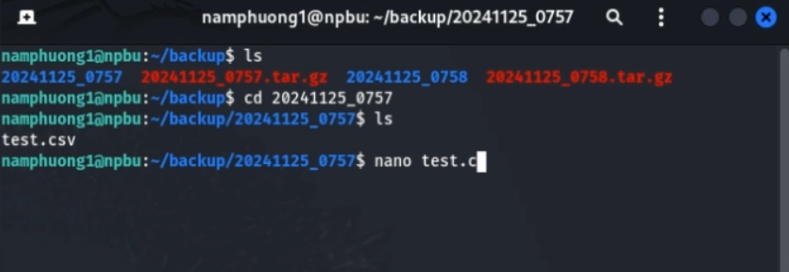 namphuong1@npbu: ~/backup/20241125_0757
namphuong1@npbu:~/backup$ ls
20241125_0757  20241125_0757.tar.gz  20241125_0758  20241125_0758.tar.gz
namphuong1@npbu:~/backup$ cd 20241125_0757
namphuong1@npbu:~/backup/20241125_0757$ ls
test.csv
namphuong1@npbu:~/backup/20241125_0757$ nano test.c